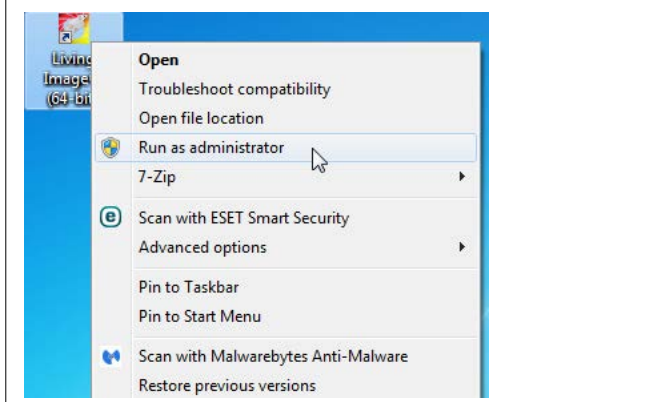 Living
Image
(64-bit
Open
Troubleshoot compatibility
Open file location
Run as administrator
7-Zip
Scan with ESET Smart Security
Advanced options
Pin to Taskbar
Pin to Start Menu
Scan with Malwarebytes Anti-Malware
Restore previous versions